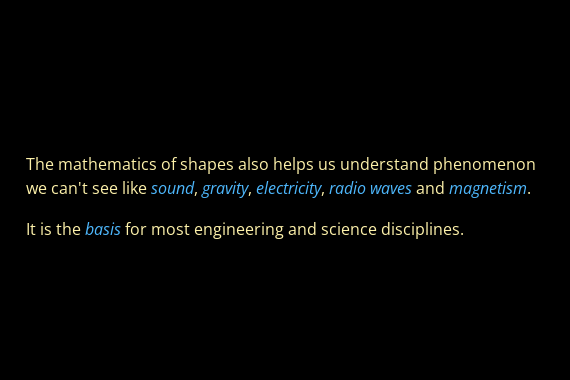 The mathematics of shapes also helps us understand phenomenon
we can't see like sound, gravity, electricity, radio waves and magnetism.
It is the basis for most engineering and science disciplines.